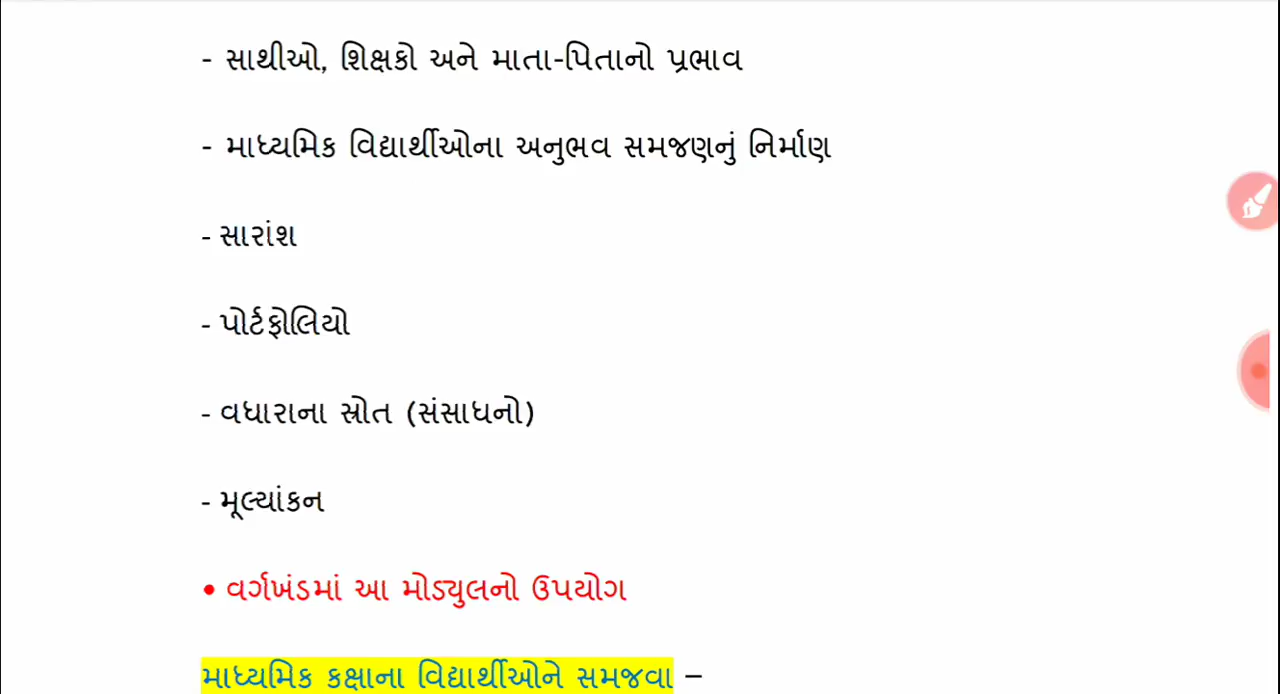 - સાથીઓ, શિક્ષકો અને માતા-પિતાનો પ્રભાવ
- માધ્યમિક વિદ્યાર્થીઓના અનુભવ સમજણનું નિર્માણ
- સારાંશ
- પોર્ટફોલિયો
- વધારાના સ્રોત (સંસાધનો)
- મૂલ્યાંકન
• વર્ગખંડમાં આ મોડ્યુલનો ઉપયોગ
માધ્યમિક કક્ષાના વિદ્યાર્થીઓને સમજવા –